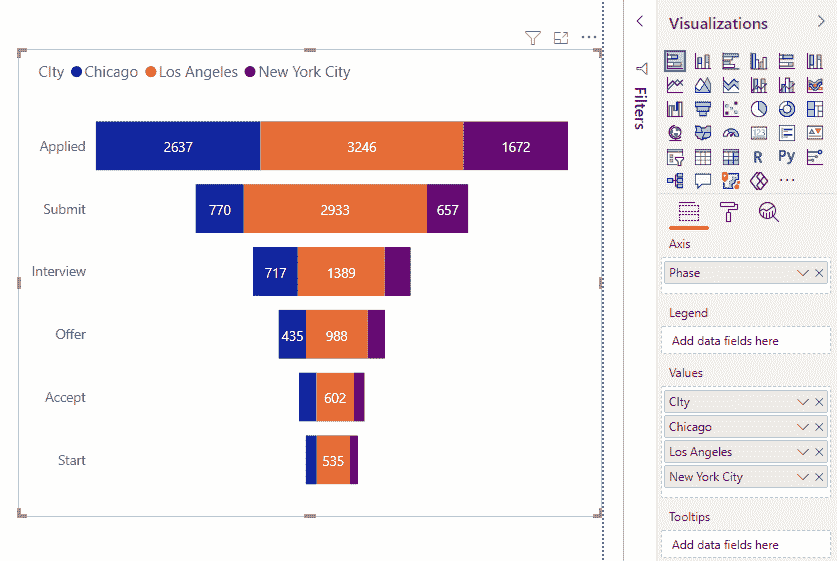 CIty Chicago Los Angeles New York City
Applied 2637 3246 1672
Submit 770 2933 657
Interview 717 1389
Offer 435 988
Accept 602
Start 535
Filters
Visualizations
123
R Py
Axis
Phase
Legend
Add data fields here
Values
CIty
Chicago
Los Angeles
New York City
Tooltips
Add data fields here